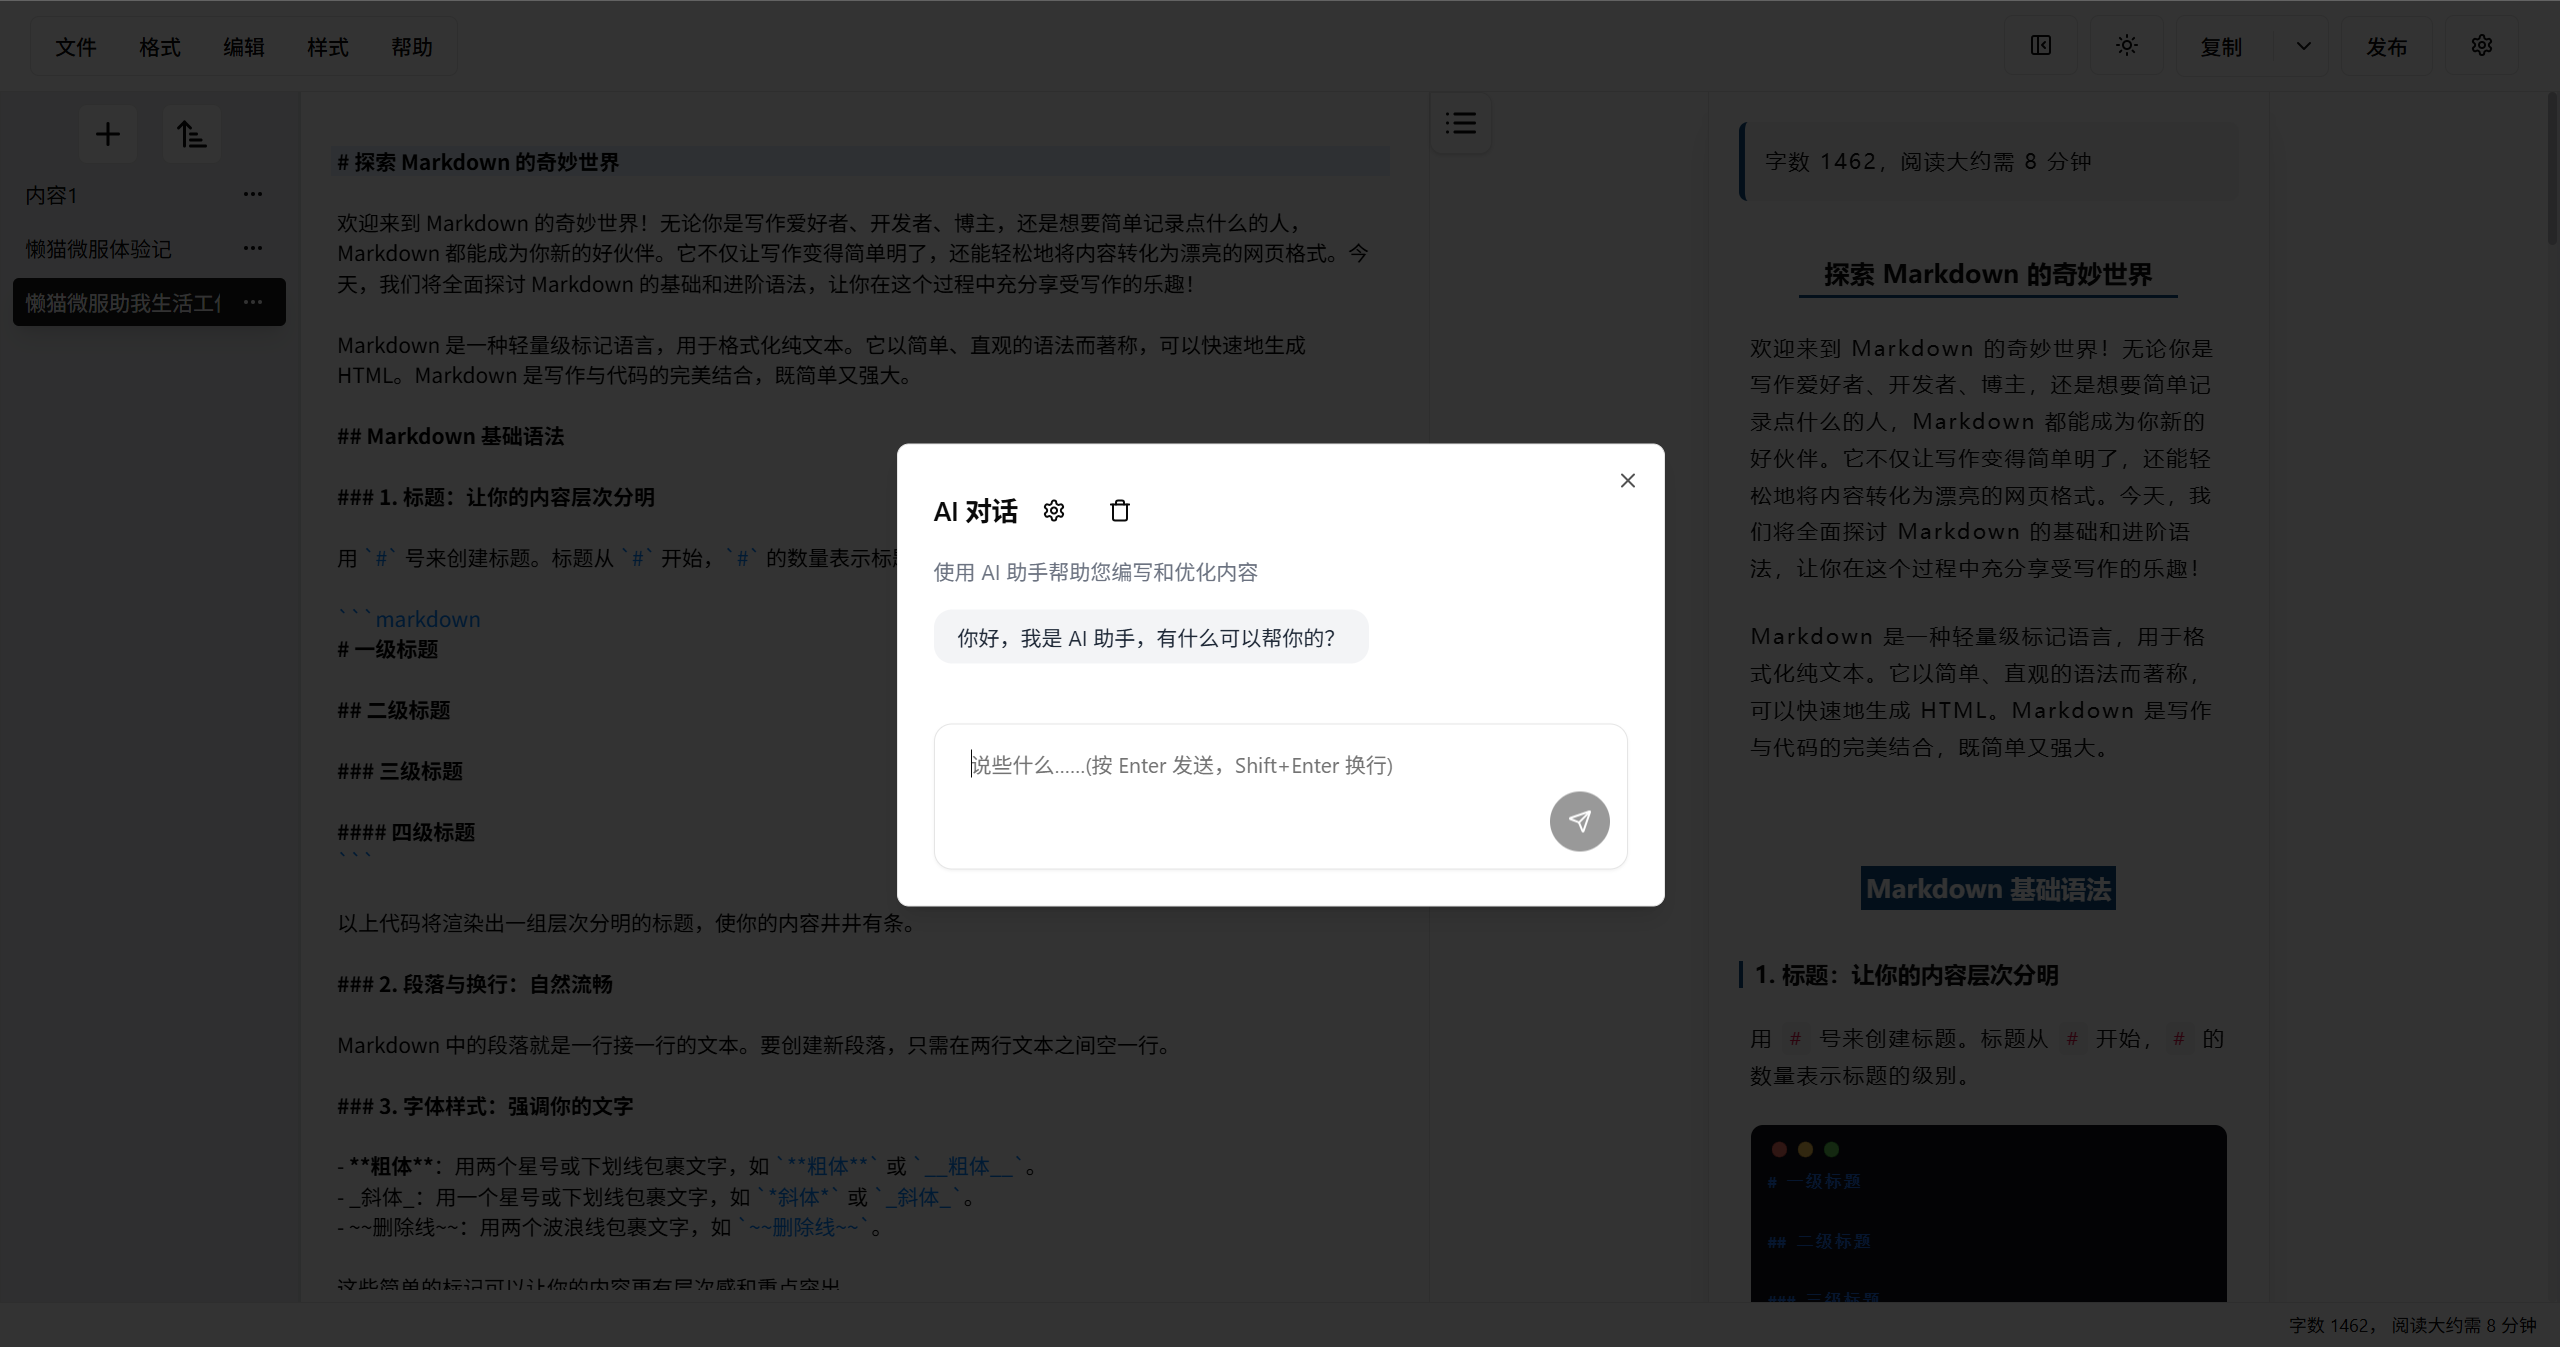 文件 格式 编辑 样式 帮助
复制 发布
内容1
懒猫微服体验记
懒猫微服助我生活工作
# 探索 Markdown 的奇妙世界
欢迎来到 Markdown 的奇妙世界！无论你是写作爱好者、开发者、博主，还是想要简单记录点什么的人，
Markdown 都能成为你新的好伙伴。它不仅让写作变得简单明了，还能轻松地将内容转化为漂亮的网页格式。今
天，我们将全面探讨 Markdown 的基础和进阶语法，让你在这个过程中充分享受写作的乐趣！
Markdown 是一种轻量级标记语言，用于格式化纯文本。它以简单、直观的语法而著称，可以快速地生成
HTML。Markdown 是写作与代码的完美结合，既简单又强大。
## Markdown 基础语法
### 1. 标题：让你的内容层次分明
用 `#` 号来创建标题。标题从 `#` 开始，`#` 的数量表示标
```markdown
# 一级标题
## 二级标题
### 三级标题
#### 四级标题
```
以上代码将渲染出一组层次分明的标题，使你的内容井井有条。
### 2. 段落与换行：自然流畅
Markdown 中的段落就是一行接一行的文本。要创建新段落，只需在两行文本之间空一行。
### 3. 字体样式：强调你的文字
- **粗体**：用两个星号或下划线包裹文字，如 `**粗体**` 或 `__粗体__`。
- _斜体_：用一个星号或下划线包裹文字，如 `*斜体*` 或 `_斜体_`。
- ~~删除线~~：用两个波浪线包裹文字，如 `~~删除线~~`。
这些简单的标记可以让你的内容更有层次感和重点突出
AI 对话
使用 AI 助手帮助您编写和优化内容
你好，我是 AI 助手，有什么可以帮你的？
说些什么……(按 Enter 发送，Shift+Enter 换行)
字数 1462，阅读大约需 8 分钟
探索 Markdown 的奇妙世界
欢迎来到 Markdown 的奇妙世界！无论你是
写作爱好者、开发者、博主，还是想要简单记
录点什么的人，Markdown 都能成为你新的
好伙伴。它不仅让写作变得简单明了，还能轻
松地将内容转化为漂亮的网页格式。今天，我
们将全面探讨 Markdown 的基础和进阶语
法，让你在这个过程中充分享受写作的乐趣！
Markdown 是一种轻量级标记语言，用于格
式化纯文本。它以简单、直观的语法而著称，
可以快速地生成 HTML。Markdown 是写作
与代码的完美结合，既简单又强大。
Markdown 基础语法
1. 标题：让你的内容层次分明
用 # 号来创建标题。标题从 # 开始，# 的
数量表示标题的级别。
# 一级标题
## 二级标题
### 三级标题
字数 1462， 阅读大约需 8 分钟